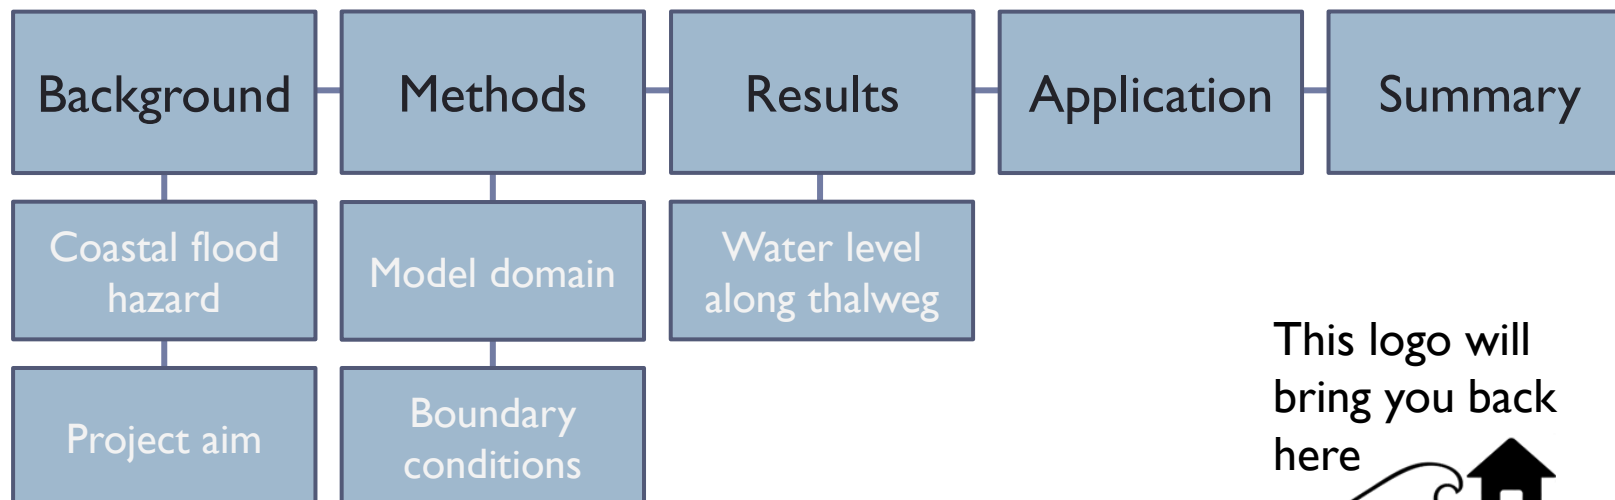 Background
Methods
Results
Application
Summary
Coastal flood
hazard
Model domain
Water level
along thalweg
Project aim
Boundary
conditions
This logo will
bring you back
here